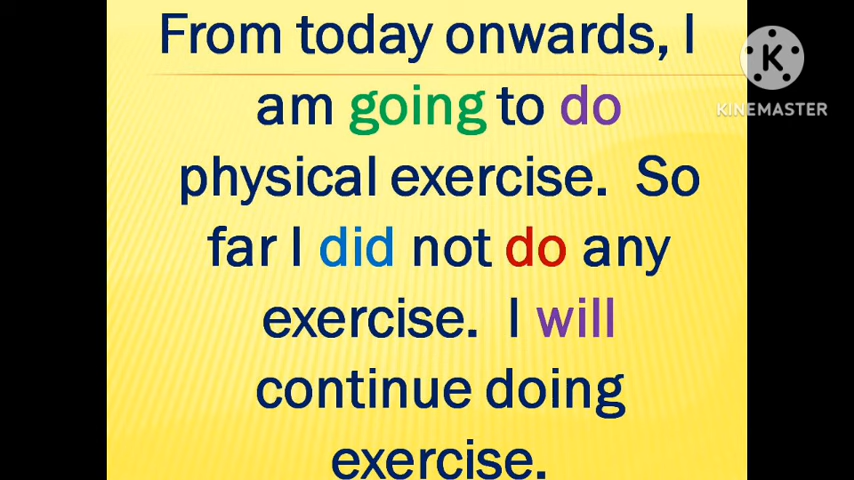 From today onwards, I
am going to do
physical exercise. So
far I did not do any
exercise. I will
continue doing
exercise.
K
KINEMASTER